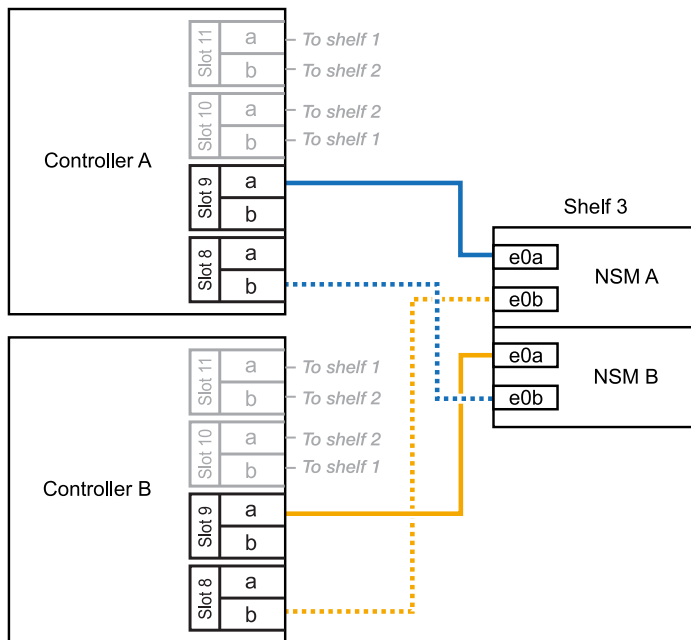 Controller A
Slot 11
a
To shelf 1
b
To shelf 2
Slot 10
a
To shelf 2
b
To shelf 1
Slot 9
a
b
Slot 8
a
b
Controller B
Slot 11
a
To shelf 1
b
To shelf 2
Slot 10
a
To shelf 2
b
To shelf 1
Slot 9
a
b
Slot 8
a
b
Shelf 3
e0a
NSM A
e0b
e0a
NSM B
e0b